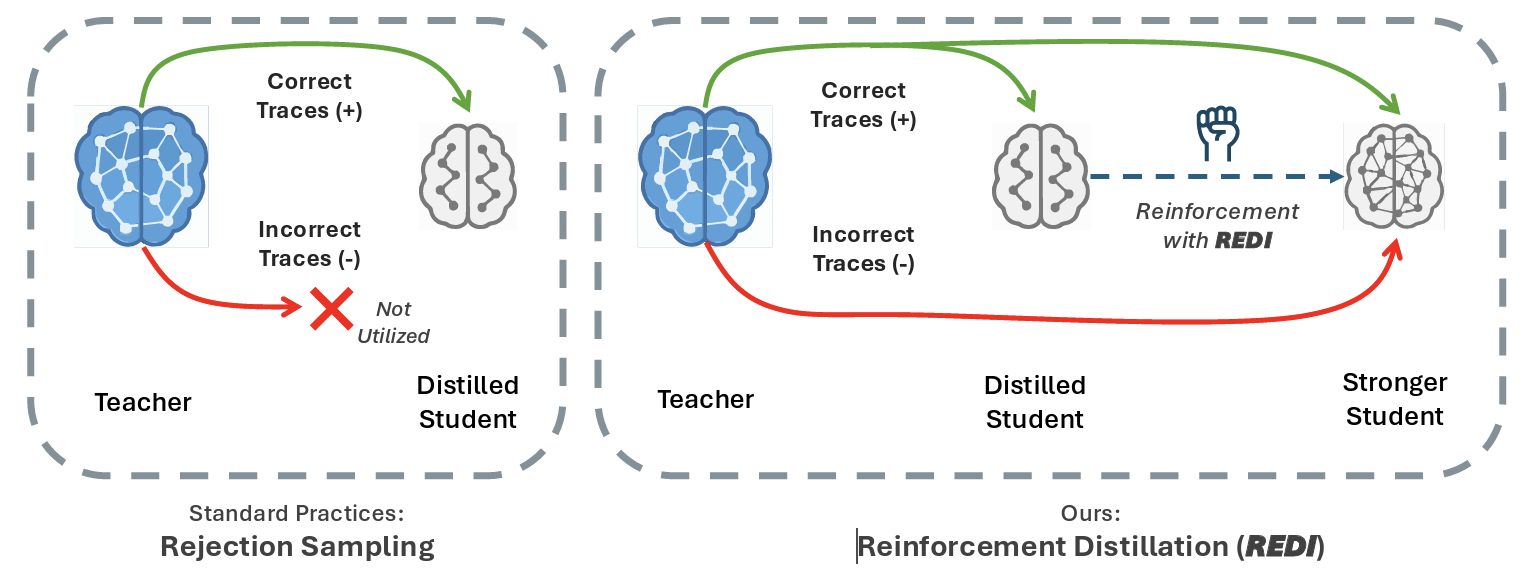 Correct
Traces (+)
Incorrect
Traces (-)
Not
Utilized
Teacher
Distilled
Student
Standard Practices:
Rejection Sampling
Correct
Traces (+)
Reinforcement
with REDI
Incorrect
Traces (-)
Teacher
Distilled
Student
Stronger
Student
Ours:
Reinforcement Distillation (REDI)